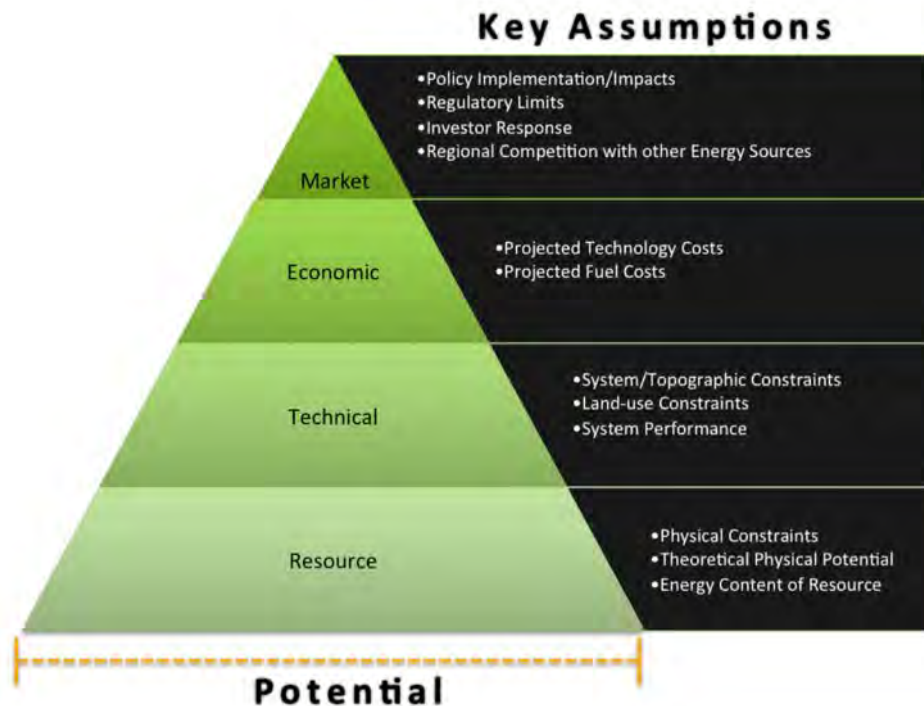 Key Assumptions
•Policy Implementation/Impacts
•Regulatory Limits
•Investor Response
•Regional Competition with other Energy Sources
Market
•Projected Technology Costs
•Projected Fuel Costs
Economic
•System/Topographic Constraints
•Land-use Constraints
•System Performance
Technical
•Physical Constraints
•Theoretical Physical Potential
•Energy Content of Resource
Resource
Potential